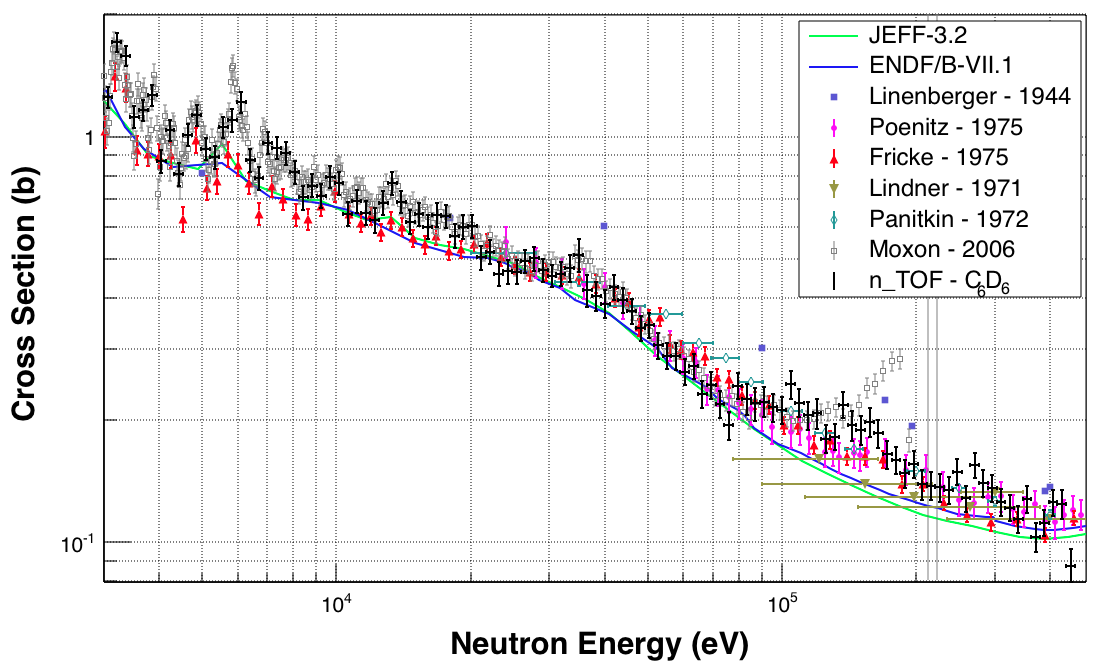 JEFF-3.2
ENDF/B-VII.1
Linenberger - 1944
Poenitz - 1975
Fricke - 1975
Lindner - 1971
Panitkin - 1972
Moxon - 2006
n_TOF - C6D6
1
10-1
104
105
Cross Section (b)
Neutron Energy (eV)